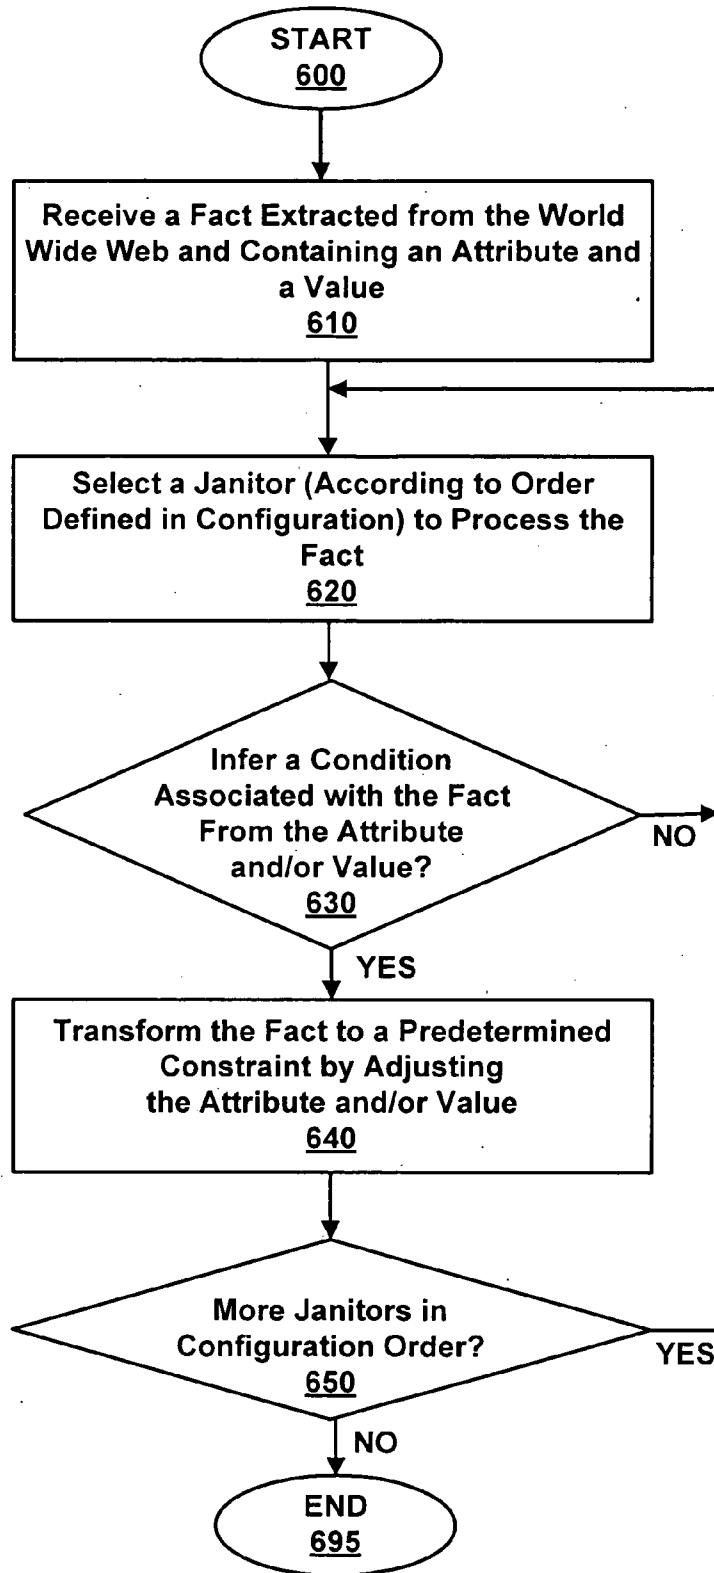 START
600
Receive a Fact Extracted from the World
Wide Web and Containing an Attribute and
a Value
610
Select a Janitor (According to Order
Defined in Configuration) to Process the
Fact
620
Infer a Condition
Associated with the Fact
From the Attribute
and/or Value?
630
NO
YES
Transform the Fact to a Predetermined
Constraint by Adjusting
the Attribute and/or Value
640
More Janitors in
Configuration Order?
650
YES
NO
END
695